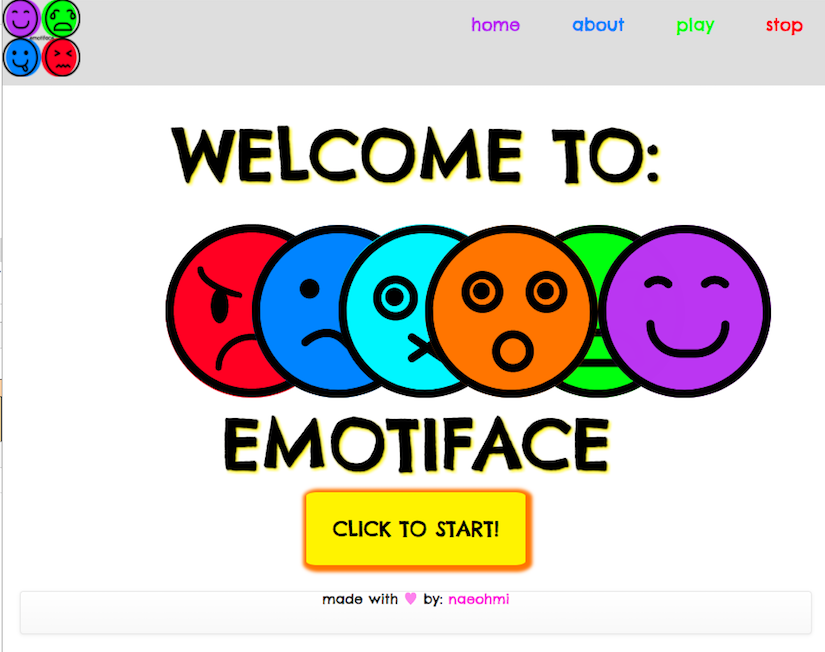 emotiface
home about play stop
WELCOME TO:
EMOTIFACE
CLICK TO START!
made with by: naeohmi